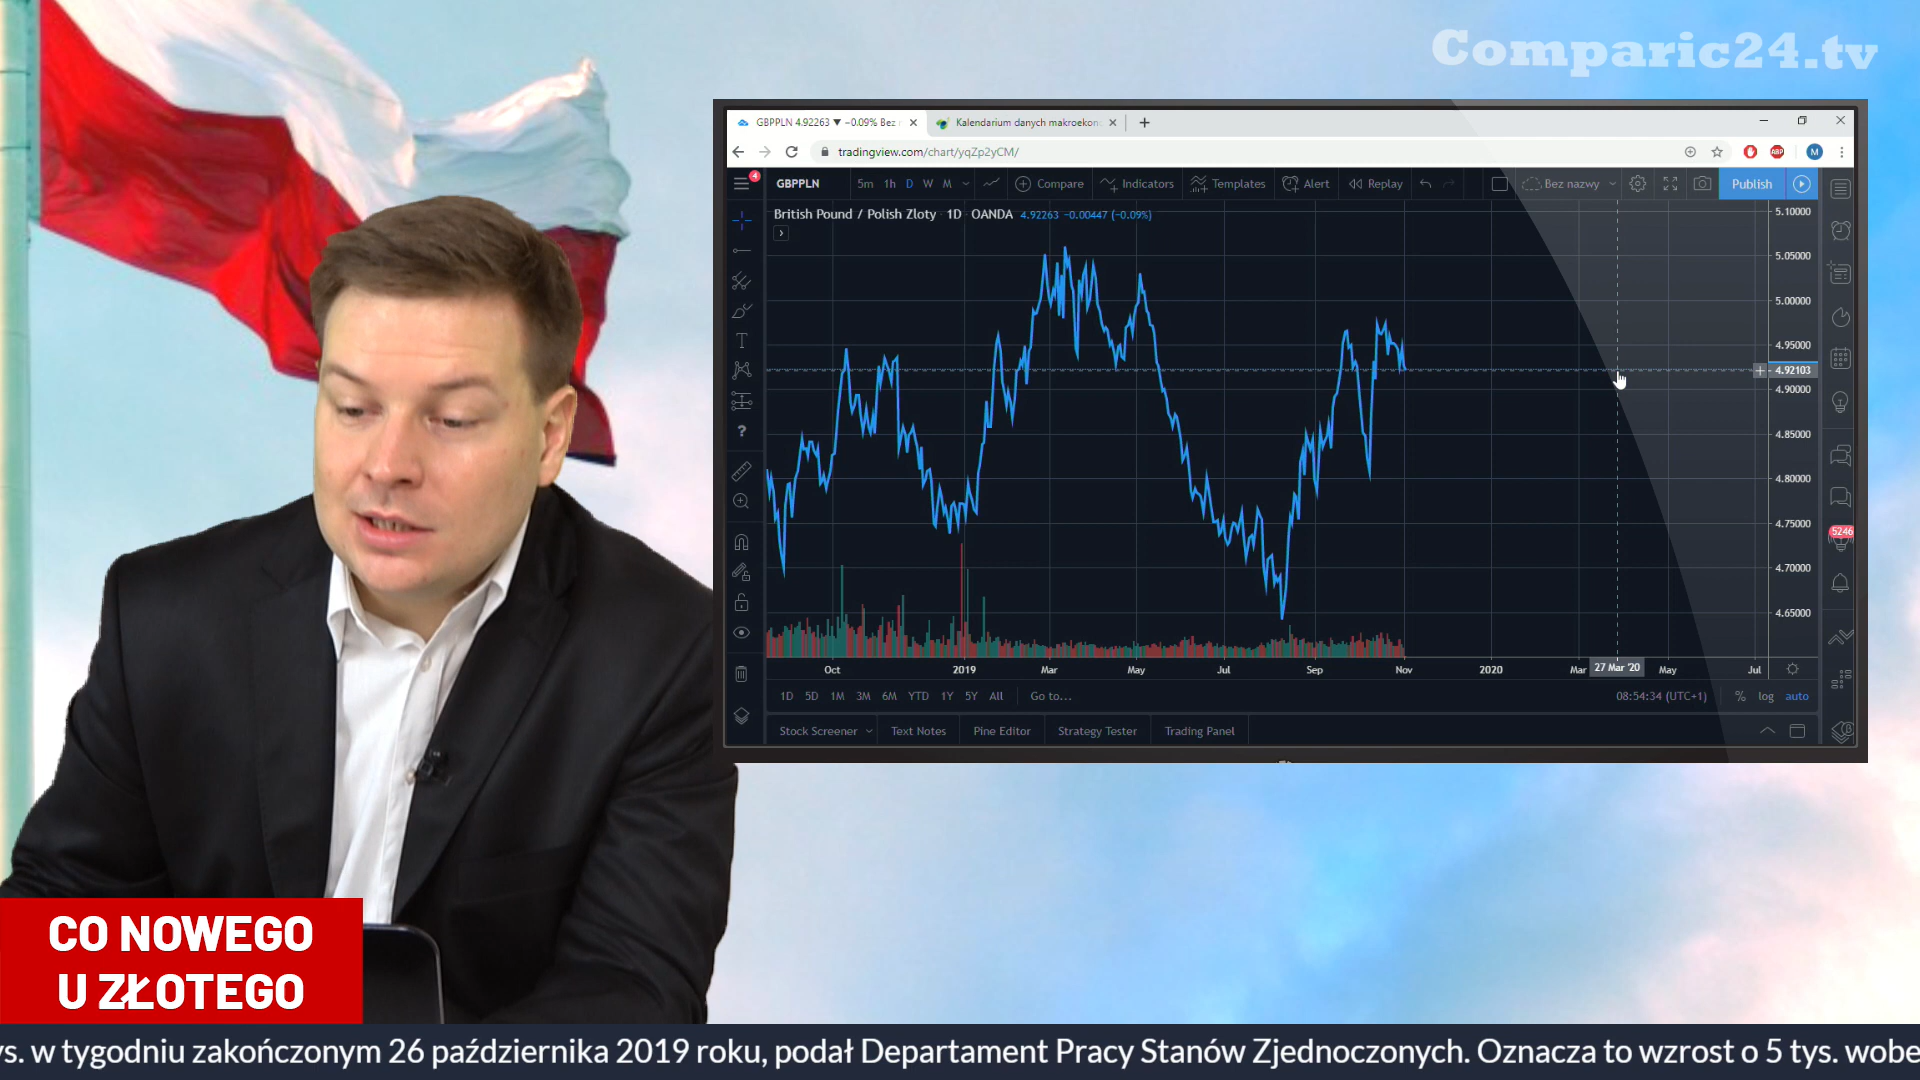 Comparic24.tv
GBPPLN 4.92263 ▼ −0.09% Bez
Kalendarium danych makroekon
tradingview.com/chart/yqZp2yCM/
ABP
M
4
GBPPLN
5m 1h D W M
Compare
Indicators
Templates
Alert
Replay
Bez nazwy
Publish
British Pound / Polish Zloty · 1D · OANDA 4.92263 −0.00447 (−0.09%)
5.10000
5.05000
5.00000
4.95000
4.92103
4.90000
4.85000
4.80000
4.75000
4.70000
4.65000
5246
Oct 2019 Mar May Jul Sep Nov 2020 Mar 27 Mar '20 May Jul
1D 5D 1M 3M 6M YTD 1Y 5Y All Go to...
08:54:34 (UTC+1) % log auto
Stock Screener Text Notes Pine Editor Strategy Tester Trading Panel
CO NOWEGO
U ZŁOTEGO
ys. w tygodniu zakończonym 26 października 2019 roku, podał Departament Pracy Stanów Zjednoczonych. Oznacza to wzrost o 5 tys. wobe